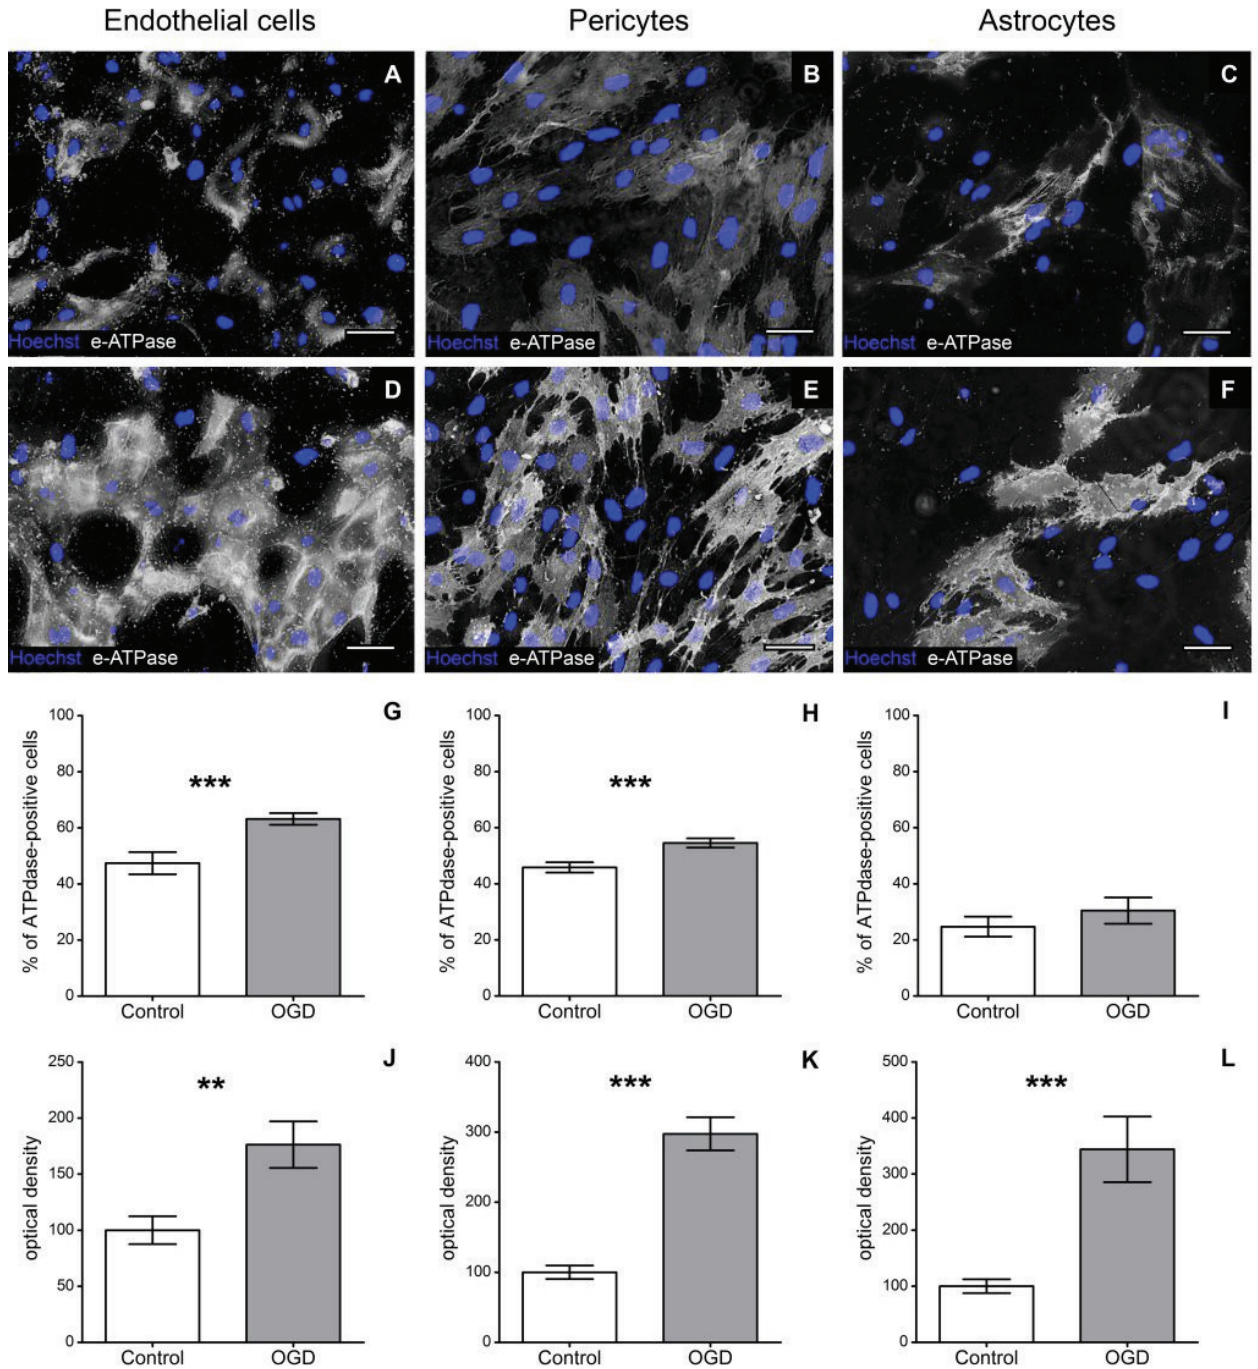 Endothelial cells Pericytes Astrocytes
A B C
Hoechst e-ATPase Hoechst e-ATPase Hoechst e-ATPase
D E F
Hoechst e-ATPase Hoechst e-ATPase Hoechst e-ATPase
G
% of ATPdase-positive cells
100
80
60
40
20
0
***
Control OGD
H
% of ATPdase-positive cells
100
80
60
40
20
0
***
Control OGD
I
% of ATPdase-positive cells
100
80
60
40
20
0
Control OGD
J
optical density
250
200
150
100
50
0
**
Control OGD
K
optical density
400
300
200
100
0
***
Control OGD
L
optical density
500
400
300
200
100
0
***
Control OGD